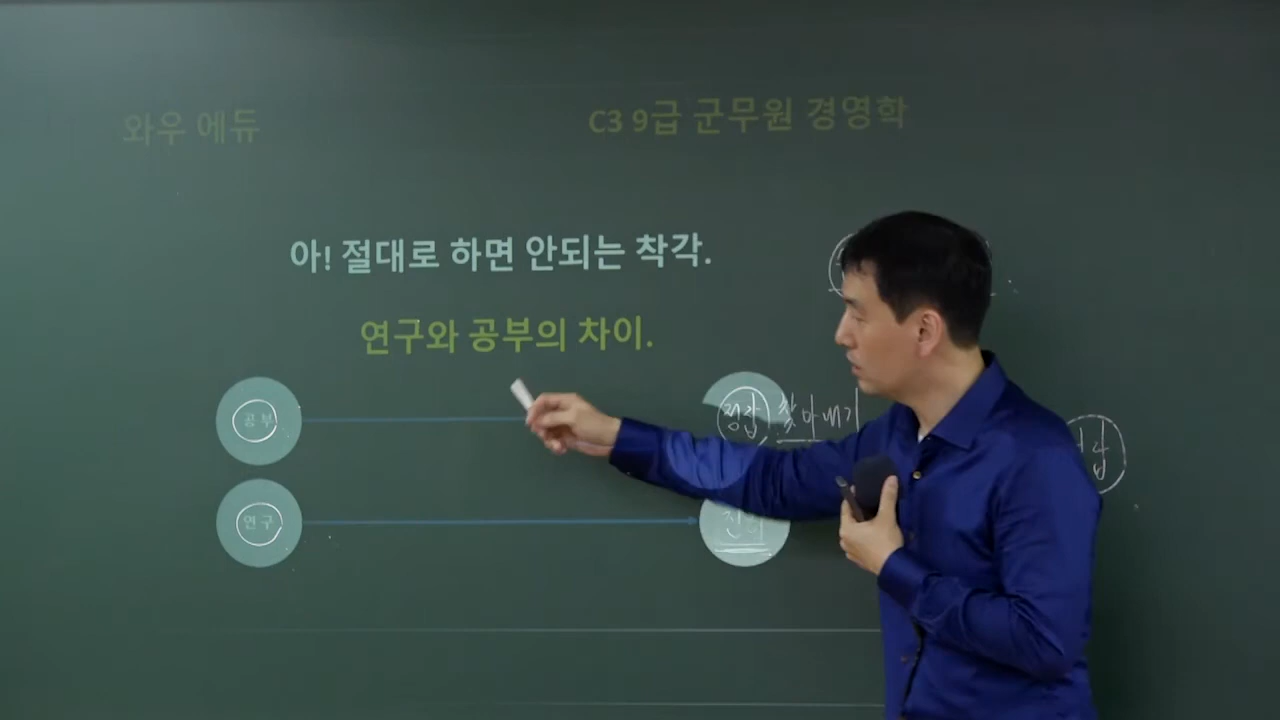 와우 에듀
C3 9급 군무원 경영학
아! 절대로 하면 안되는 착각.
연구와 공부의 차이.
공부
정답 찾아내기
연구